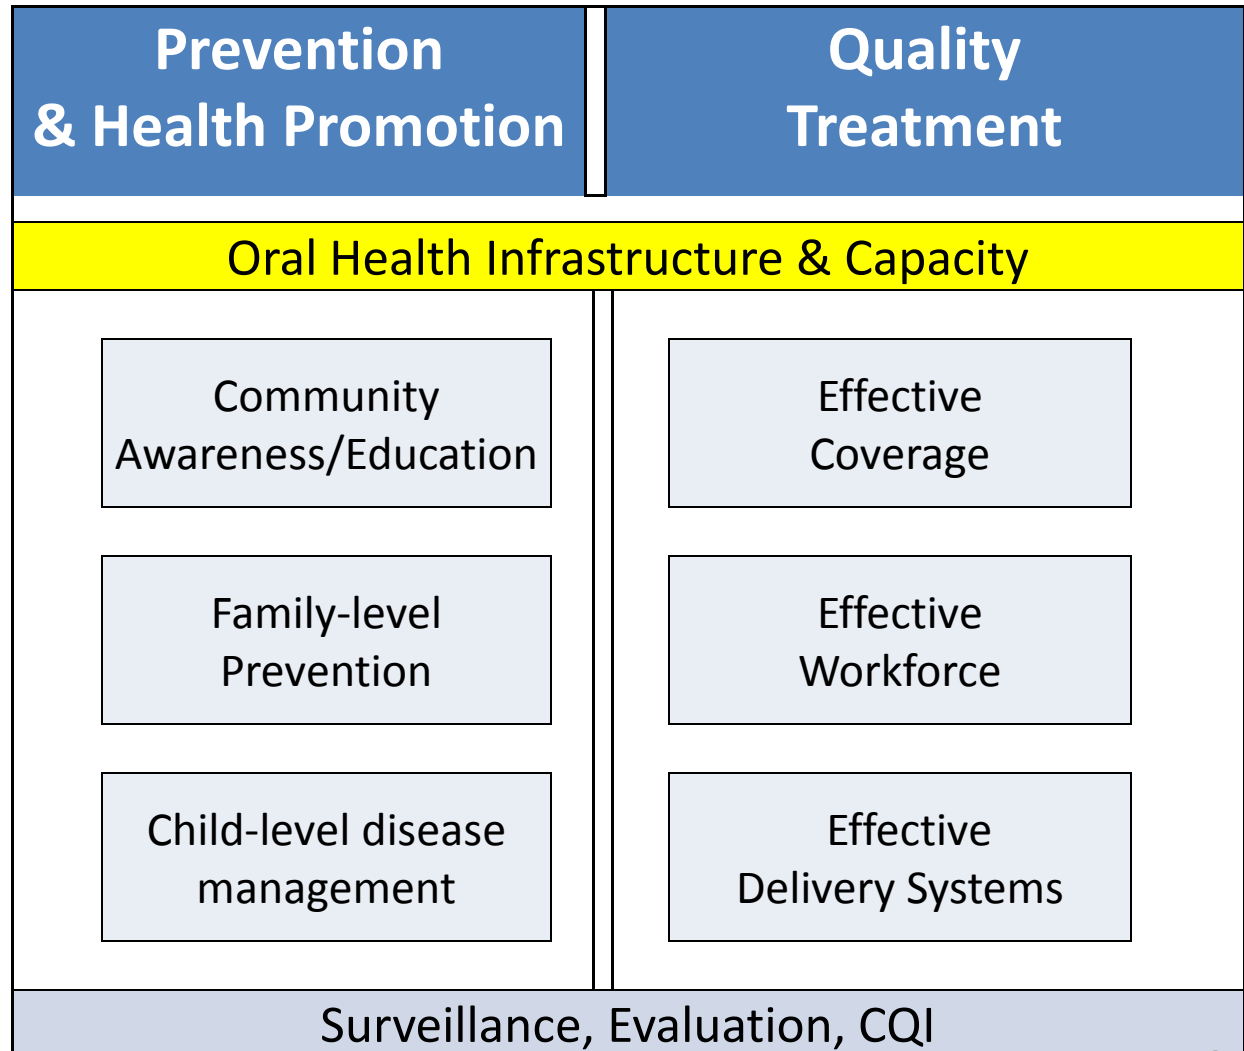 Prevention
& Health Promotion
Quality
Treatment
Oral Health Infrastructure & Capacity
Community
Awareness/Education
Effective
Coverage
Family-level
Prevention
Effective
Workforce
Child-level disease
management
Effective
Delivery Systems
Surveillance, Evaluation, CQI